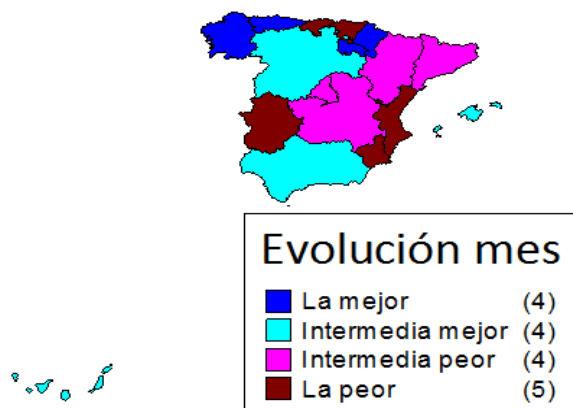 Evolución mes
La mejor (4)
Intermedia mejor (4)
Intermedia peor (4)
La peor (5)